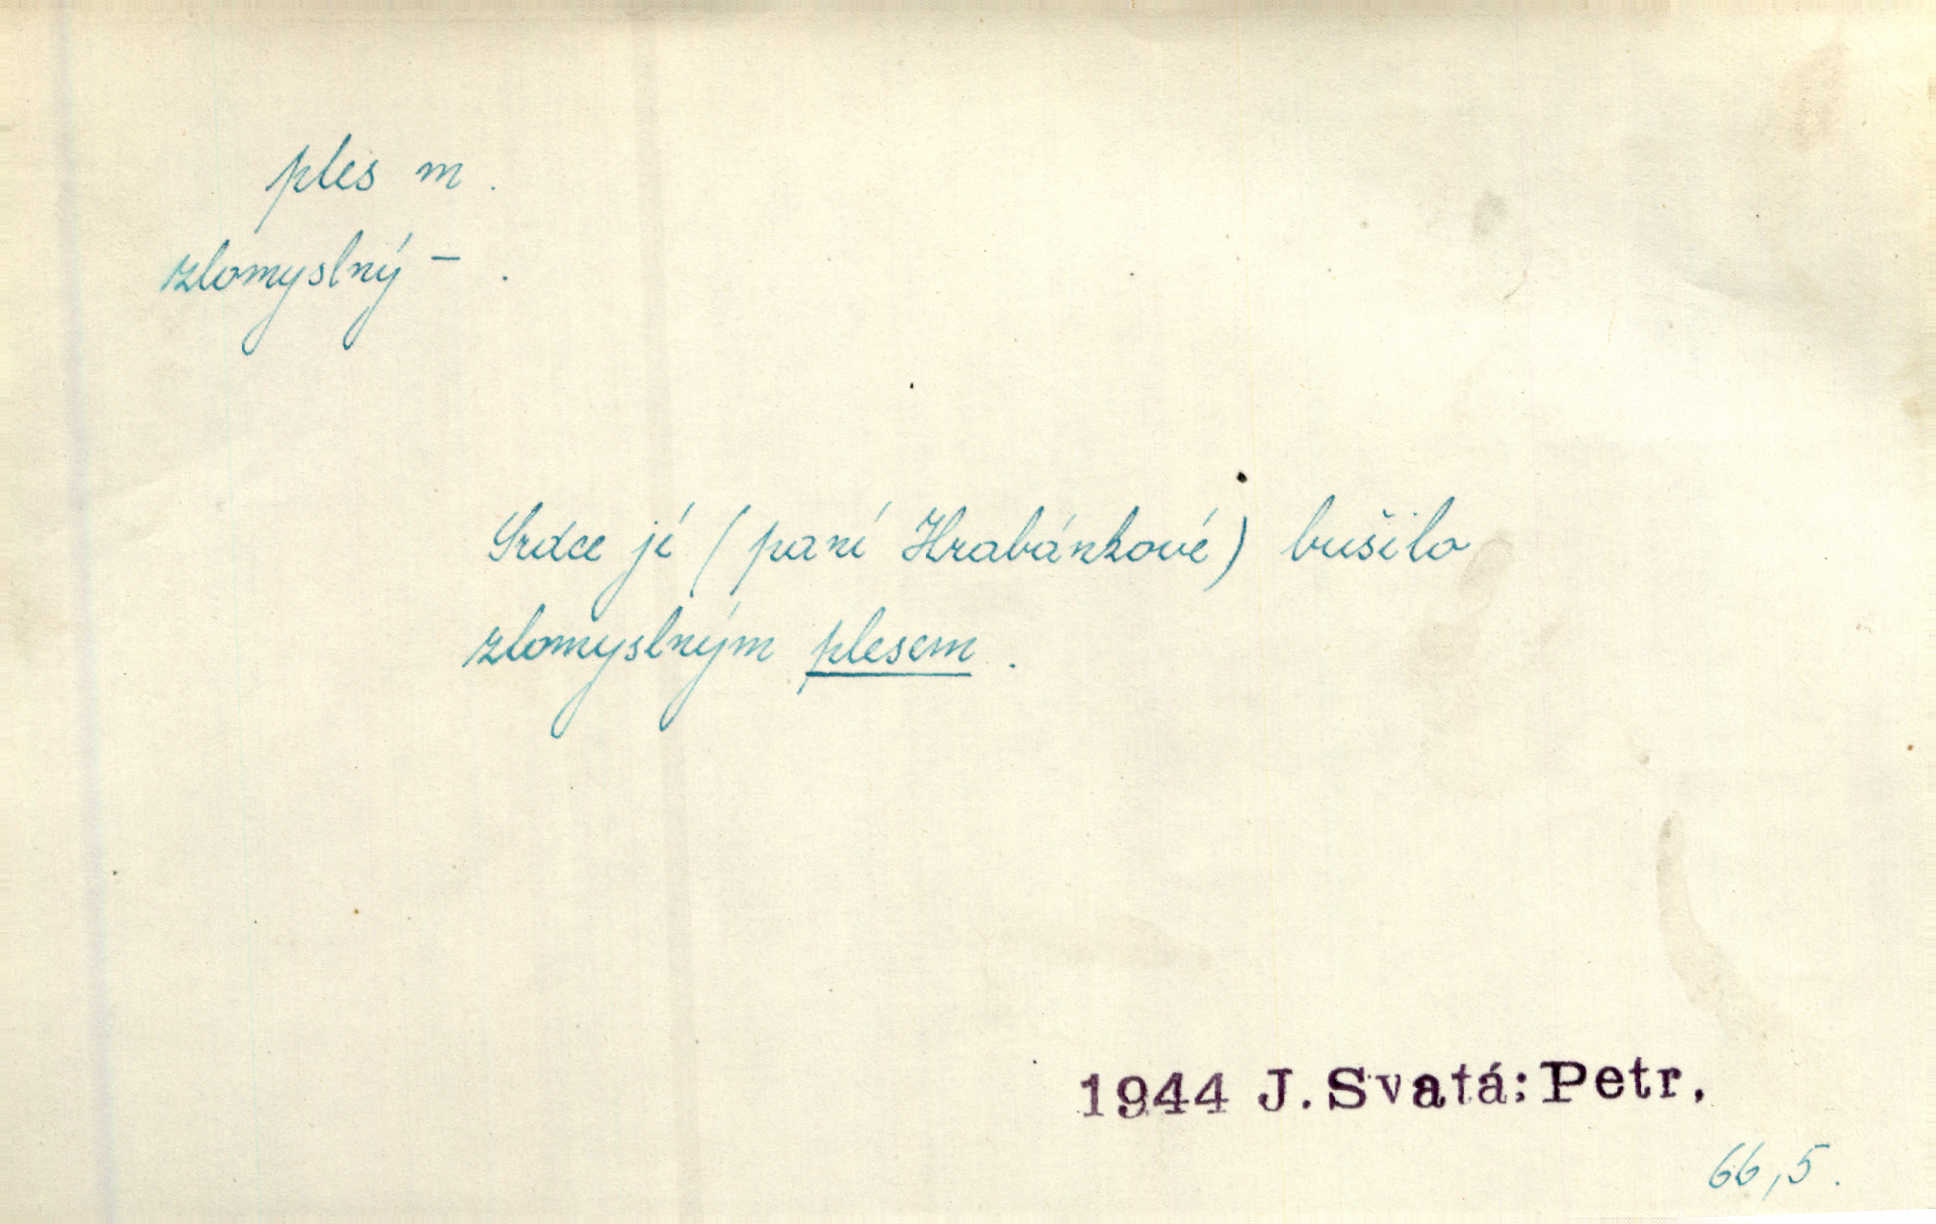 ples m.
zlomyslný - .
Srdce jí (paní Hrabánkové) bušilo
zlomyslným plesem.
1944 J. Svatá: Petr.
66,5.